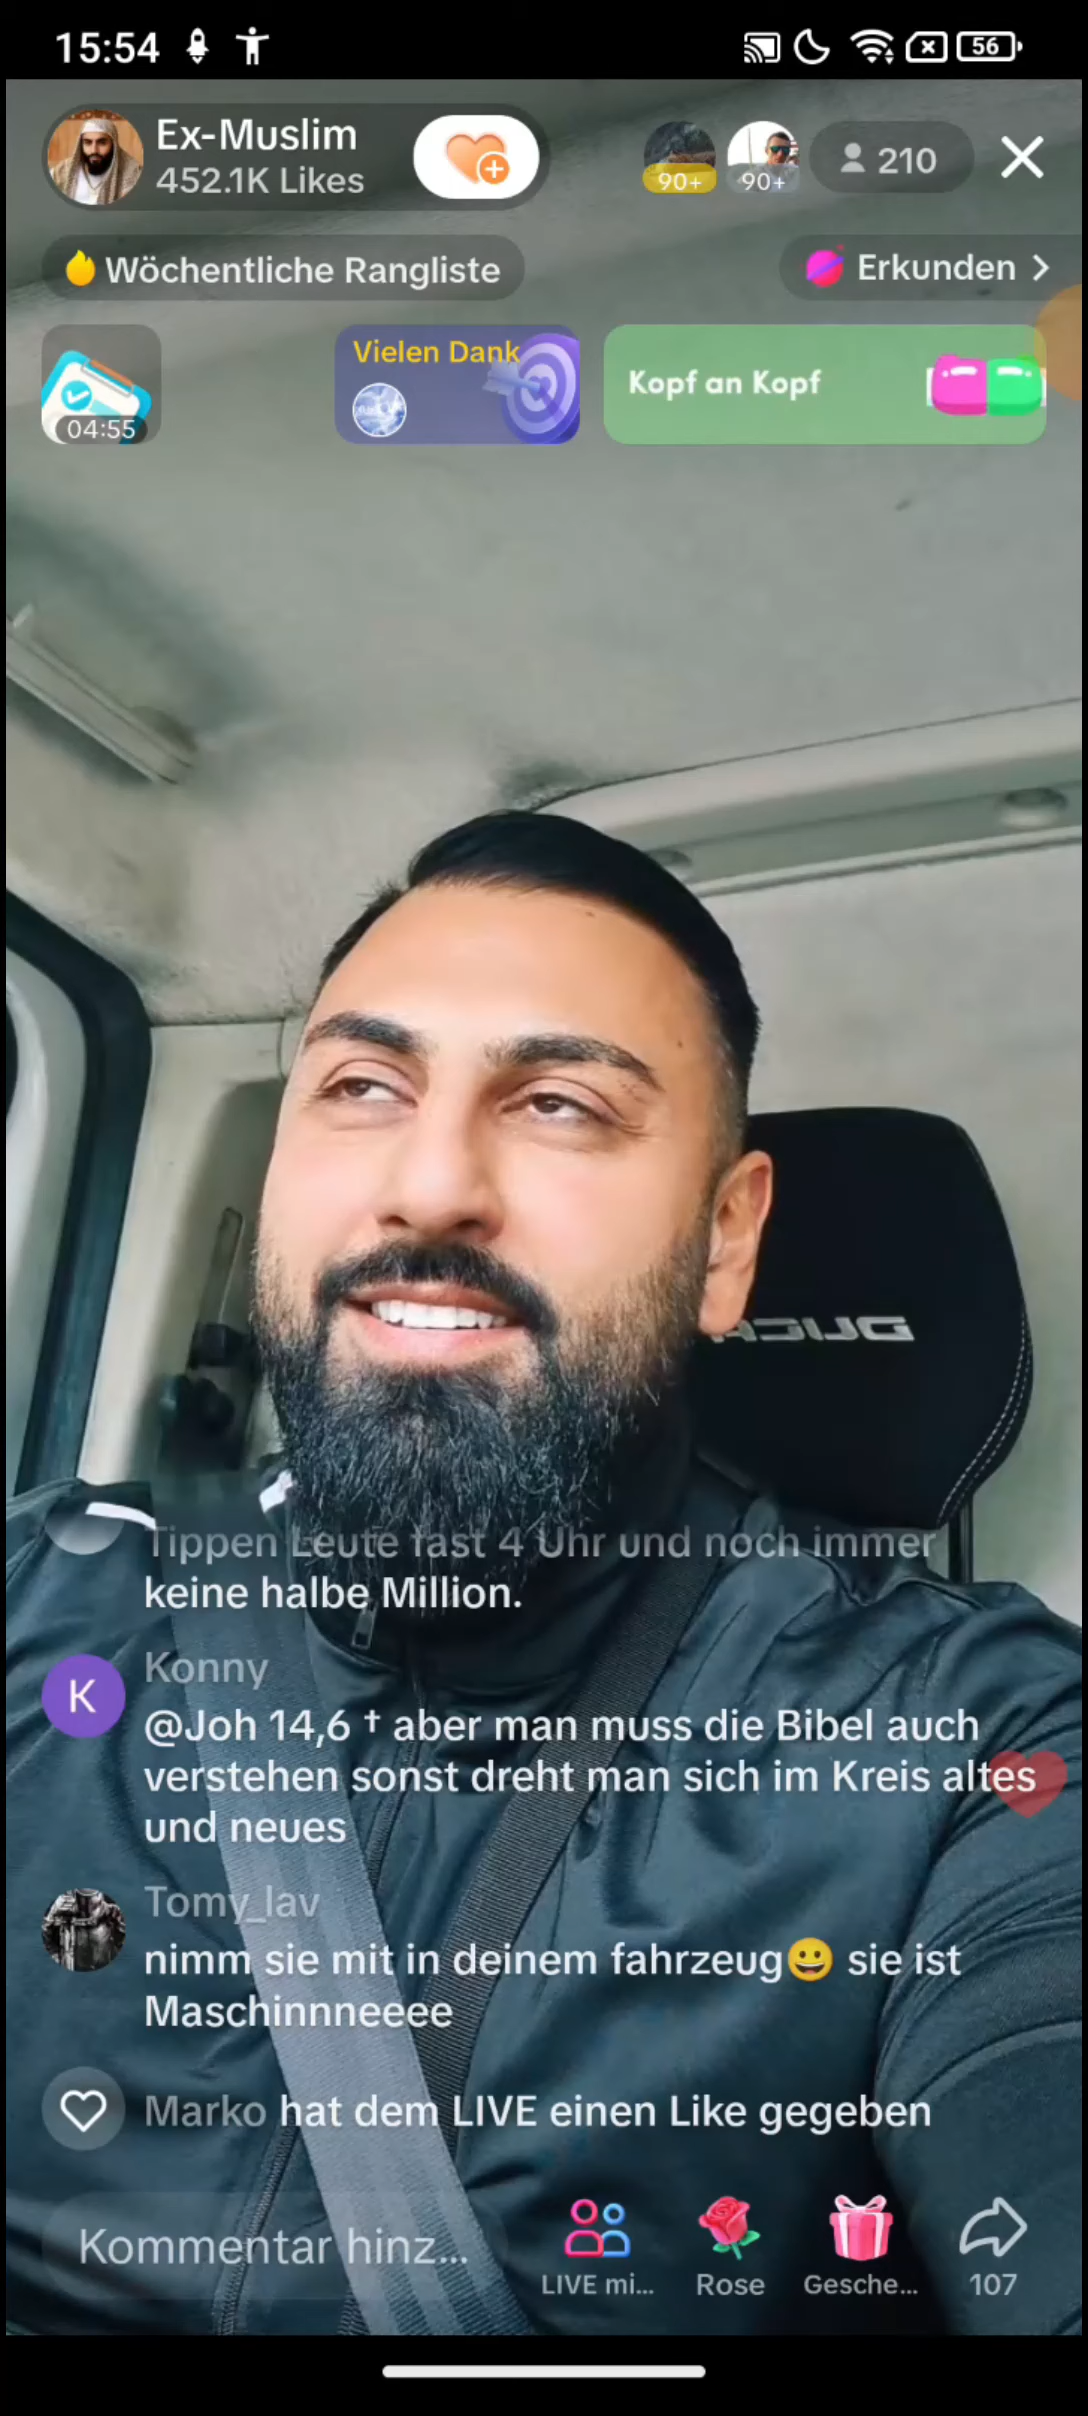 15:54
56
Ex-Muslim
452.1K Likes
90+
90+
210
Wöchentliche Rangliste
Erkunden
04:55
Vielen Dank
Kopf an Kopf
Tippen Leute fast 4 Uhr und noch immer
keine halbe Million.
K
Konny
@Joh 14,6 † aber man muss die Bibel auch
verstehen sonst dreht man sich im Kreis altes
und neues
Tomy_lav
nimm sie mit in deinem fahrzeug😀 sie ist
Maschinnneeee
Marko hat dem LIVE einen Like gegeben
Kommentar hinz...
LIVE mi...
Rose
Gesche...
107